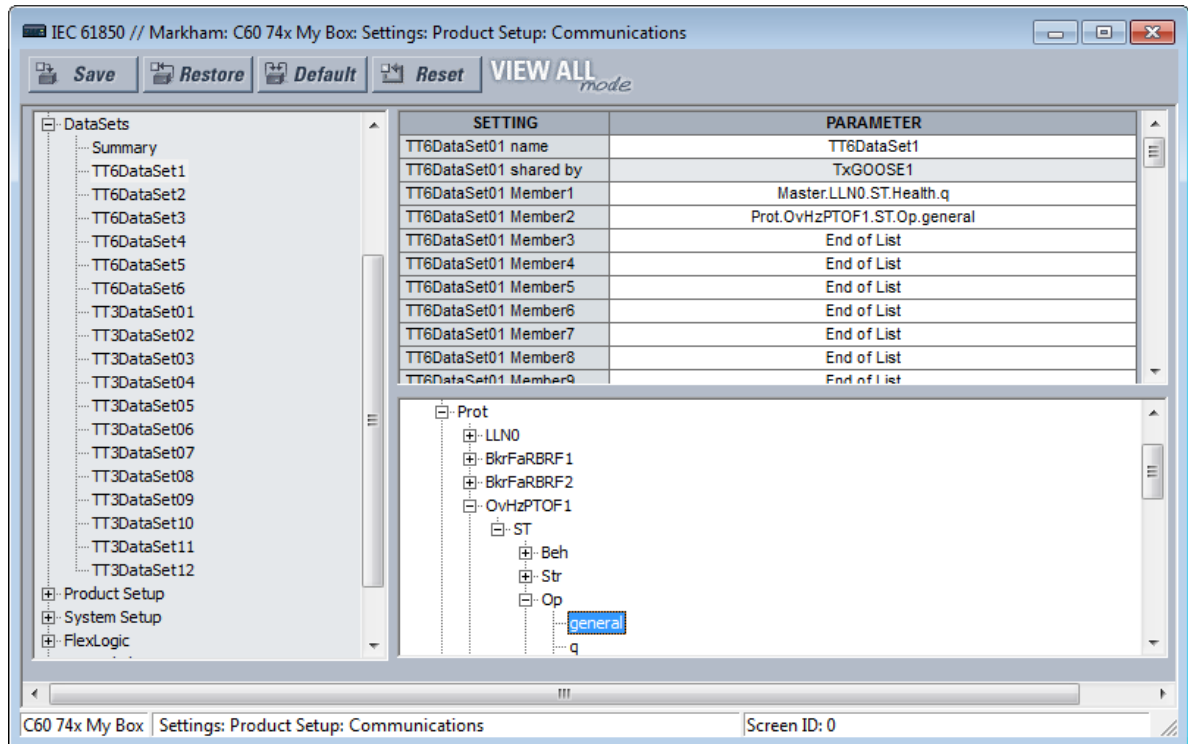 IEC 61850 // Markham: C60 74x My Box: Settings: Product Setup: Communications
Save Restore Default Reset VIEW ALL mode
DataSets
Summary
TT6DataSet1
TT6DataSet2
TT6DataSet3
TT6DataSet4
TT6DataSet5
TT6DataSet6
TT3DataSet01
TT3DataSet02
TT3DataSet03
TT3DataSet04
TT3DataSet05
TT3DataSet06
TT3DataSet07
TT3DataSet08
TT3DataSet09
TT3DataSet10
TT3DataSet11
TT3DataSet12
Product Setup
System Setup
FlexLogic
SETTING PARAMETER
TT6DataSet01 name TT6DataSet1
TT6DataSet01 shared by TxGOOSE1
TT6DataSet01 Member1 Master.LLN0.ST.Health.q
TT6DataSet01 Member2 Prot.OvHzPTOF1.ST.Op.general
TT6DataSet01 Member3 End of List
TT6DataSet01 Member4 End of List
TT6DataSet01 Member5 End of List
TT6DataSet01 Member6 End of List
TT6DataSet01 Member7 End of List
TT6DataSet01 Member8 End of List
TT6DataSet01 Member9 End of List
Prot
LLN0
BkrFaRBRF1
BkrFaRBRF2
OvHzPTOF1
ST
Beh
Str
Op
general
q
C60 74x My Box Settings: Product Setup: Communications Screen ID: 0